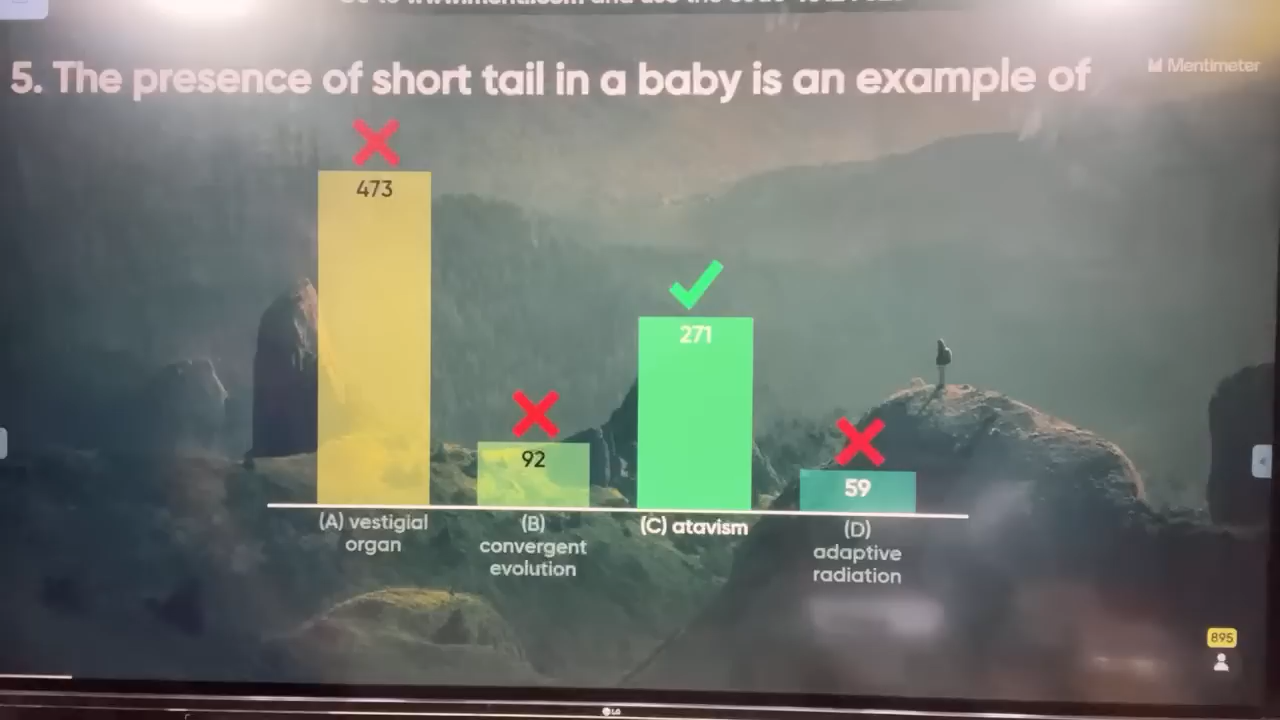 5. The presence of short tail in a baby is an example of
Mentimeter
473
92
271
59
(A) vestigial
organ
(B)
convergent
evolution
(C) atavism
(D)
adaptive
radiation
895
LG